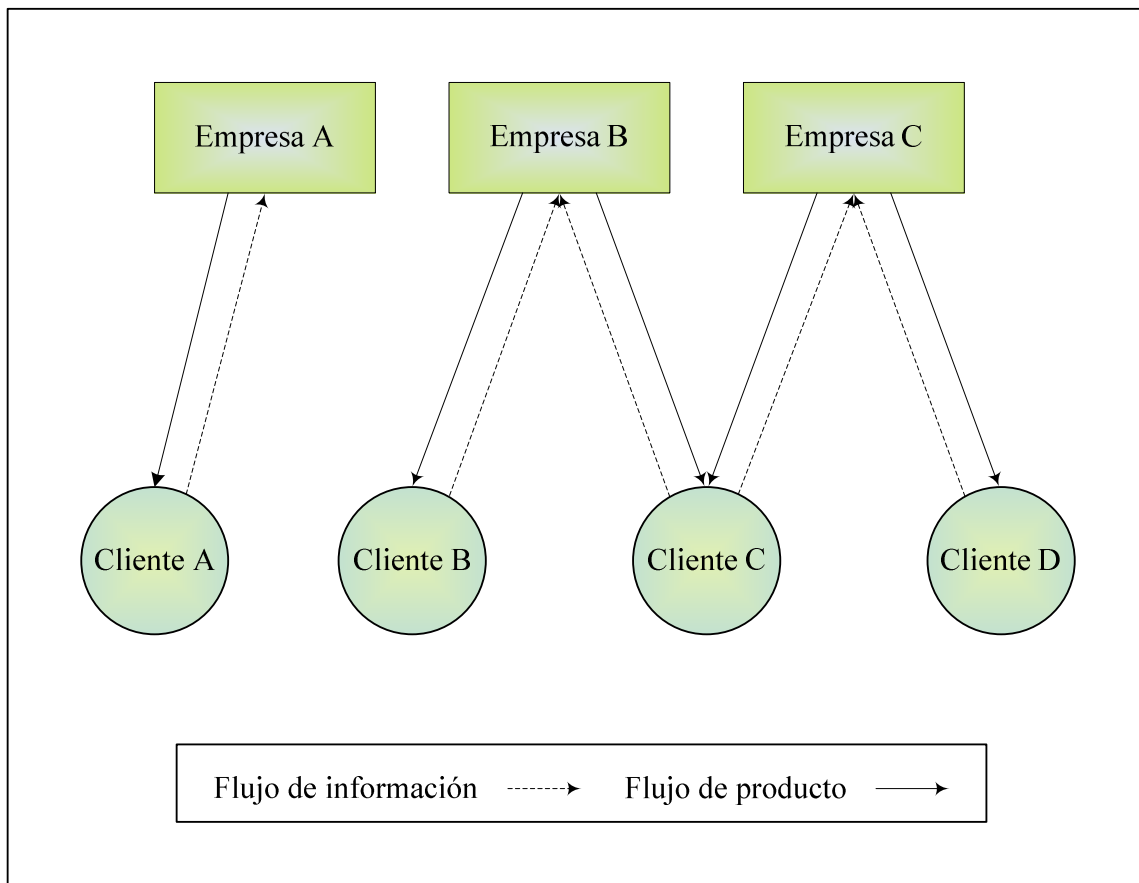 Empresa A
Empresa B
Empresa C
Cliente A
Cliente B
Cliente C
Cliente D
Flujo de información
Flujo de producto